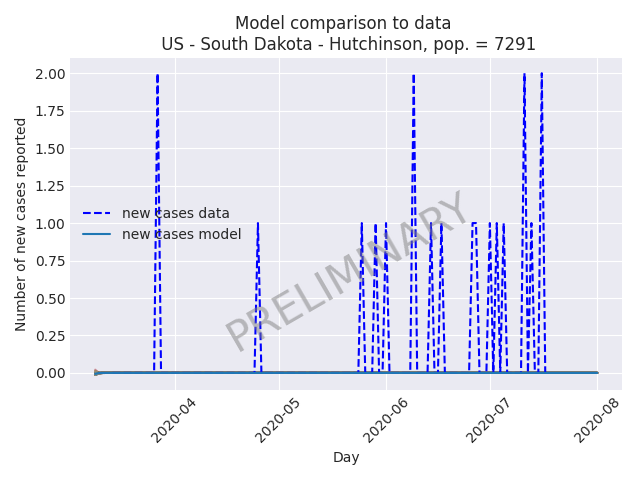 Model comparison to data
US - South Dakota - Hutchinson, pop. = 7291
Number of new cases reported
2.00
1.75
1.50
1.25
1.00
0.75
0.50
0.25
0.00
new cases data
new cases model
PRELIMINARY
2020-04
2020-05
2020-06
2020-07
2020-08
Day